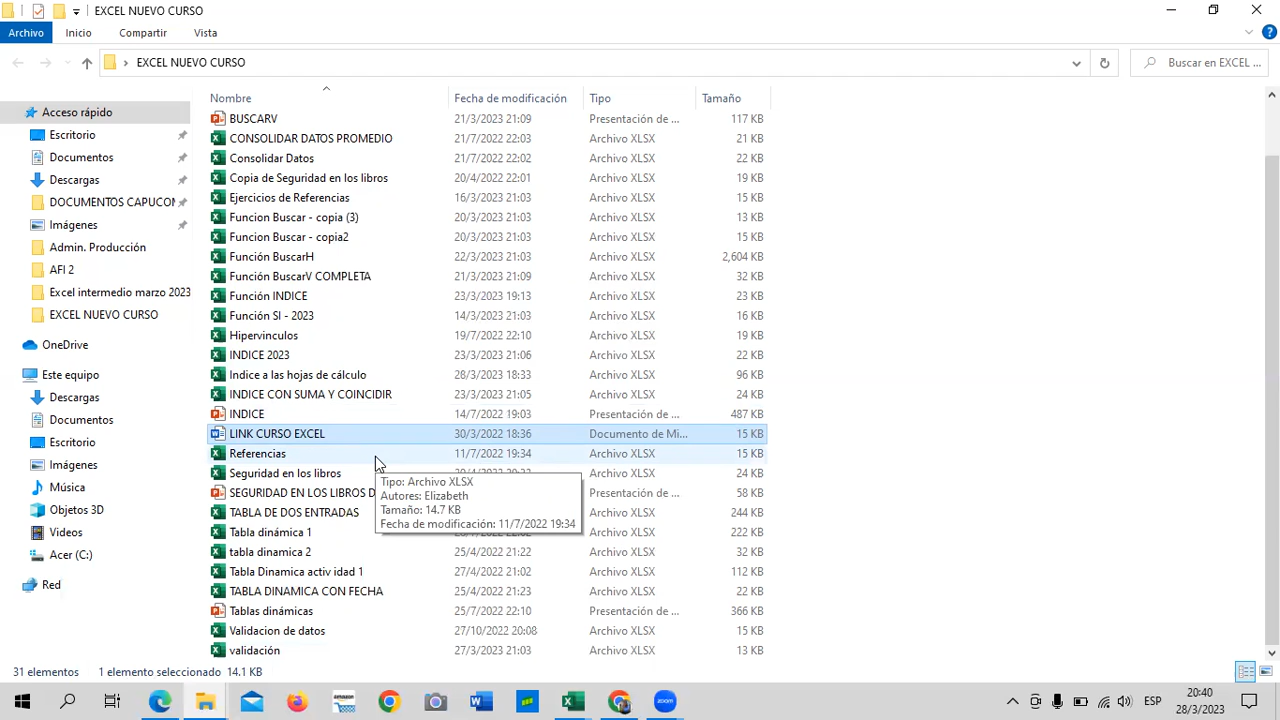 EXCEL NUEVO CURSO
Archivo Inicio Compartir Vista
EXCEL NUEVO CURSO Buscar en EXCEL ...
Nombre Fecha de modificación Tipo Tamaño
Acceso rápido
Escritorio
Documentos
Descargas
DOCUMENTOS CAPUCON
Imágenes
Admin. Producción
AFI 2
Excel intermedio marzo 2023
EXCEL NUEVO CURSO
OneDrive
Este equipo
Descargas
Documentos
Escritorio
Imágenes
Música
Objetos 3D
Videos
Acer (C:)
Red
BUSCARV 21/3/2023 21:09 Presentación de ... 117 KB
CONSOLIDAR DATOS PROMEDIO 21/7/2022 22:03 Archivo XLSX 21 KB
Consolidar Datos 21/7/2022 22:02 Archivo XLSX 22 KB
Copia de Seguridad en los libros 20/4/2022 22:01 Archivo XLSX 19 KB
Ejercicios de Referencias 16/3/2023 21:03 Archivo XLSX 15 KB
Funcion Buscar - copia (3) 20/3/2023 21:03 Archivo XLSX 13 KB
Funcion Buscar - copia2 20/3/2023 21:03 Archivo XLSX 15 KB
Función BuscarH 22/3/2023 21:03 Archivo XLSX 2,604 KB
Función BuscarV COMPLETA 21/3/2023 21:09 Archivo XLSX 32 KB
Función INDICE 23/3/2023 19:13 Archivo XLSX 23 KB
Función SI - 2023 14/3/2023 21:03 Archivo XLSX 16 KB
Hipervinculos 19/7/2022 22:10 Archivo XLSX 15 KB
INDICE 2023 23/3/2023 21:06 Archivo XLSX 22 KB
Indice a las hojas de cálculo 28/3/2023 18:33 Archivo XLSX 96 KB
INDICE CON SUMA Y COINCIDIR 23/3/2023 21:05 Archivo XLSX 24 KB
INDICE 14/7/2022 19:03 Presentación de ... 487 KB
LINK CURSO EXCEL 30/3/2022 18:36 Documento de Mi... 15 KB
Referencias 11/7/2022 19:34 Archivo XLSX 15 KB
Seguridad en los libros Archivo XLSX 24 KB
SEGURIDAD EN LOS LIBROS D Presentación de ... 58 KB
TABLA DE DOS ENTRADAS Archivo XLSX 244 KB
Tabla dinámica 1 Archivo XLSX 222 KB
tabla dinamica 2 25/4/2022 21:22 Archivo XLSX 32 KB
Tabla Dinamica activ idad 1 27/4/2022 21:02 Archivo XLSX 112 KB
TABLA DINAMICA CON FECHA 25/4/2022 21:23 Archivo XLSX 22 KB
Tablas dinámicas 25/7/2022 22:10 Presentación de ... 366 KB
Validacion de datos 27/10/2022 20:08 Archivo XLSX 15 KB
validación 27/3/2023 21:03 Archivo XLSX 13 KB
Tipo: Archivo XLSX
Autores: Elizabeth
Tamaño: 14.7 KB
Fecha de modificación: 11/7/2022 19:34
31 elementos 1 elemento seleccionado 14.1 KB
amazon
zoom
ESP
20:40
28/3/2023